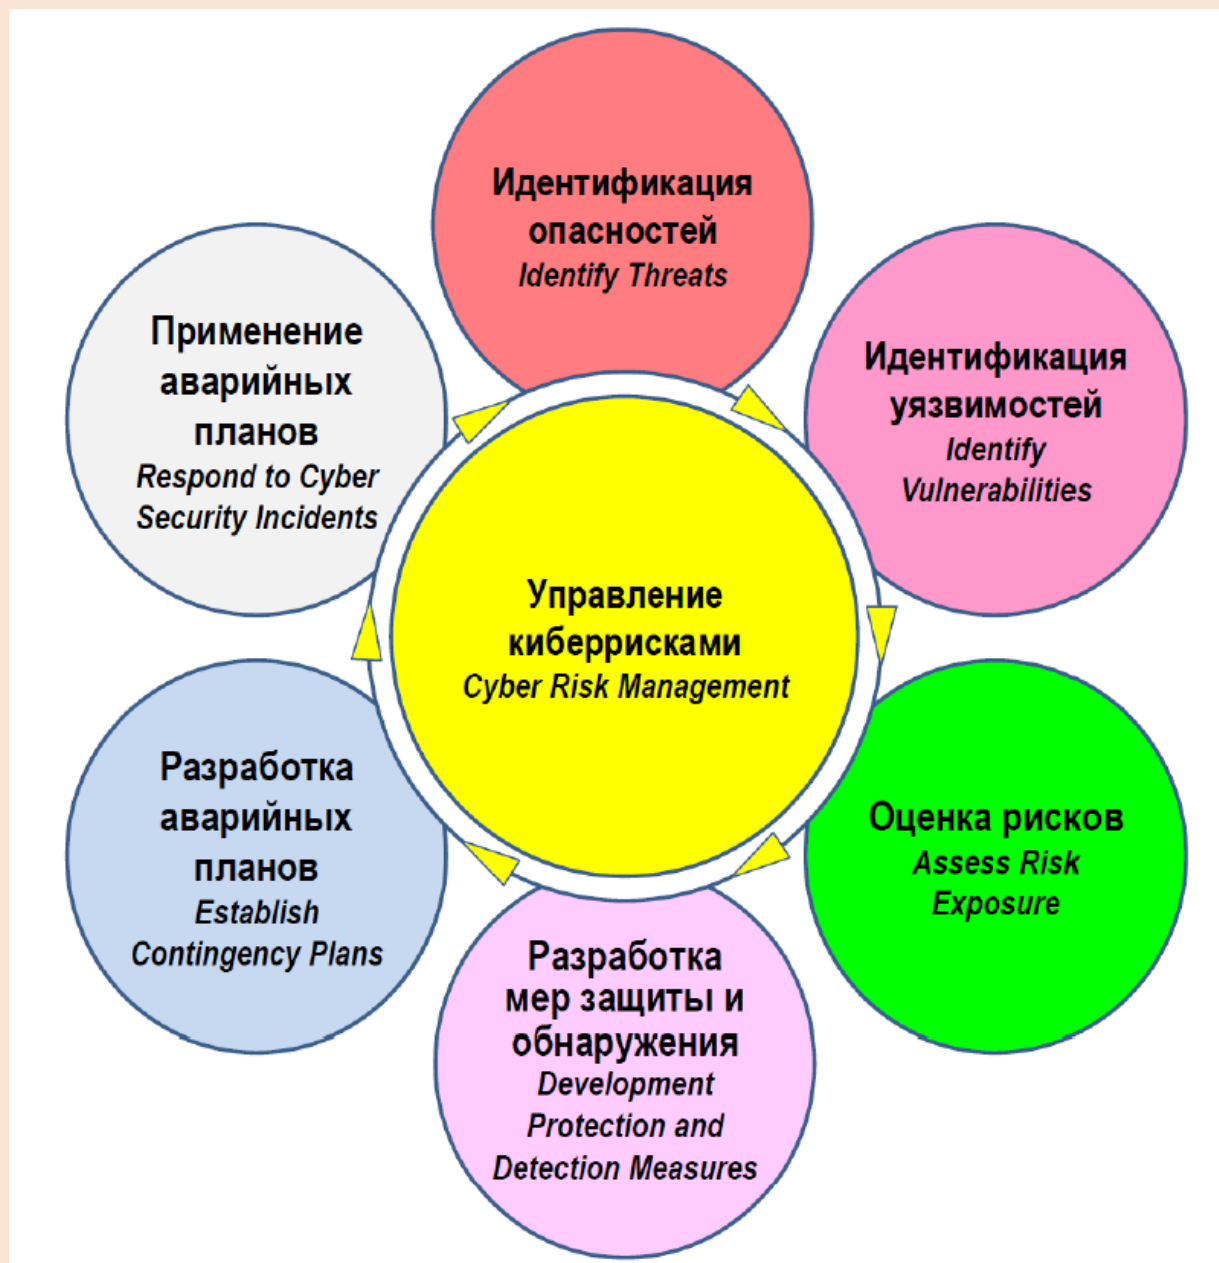 Идентификация
опасностей
Identify Threats
Идентификация
уязвимостей
Identify
Vulnerabilities
Оценка рисков
Assess Risk
Exposure
Разработка
мер защиты и
обнаружения
Development
Protection and
Detection Measures
Разработка
аварийных
планов
Establish
Contingency Plans
Применение
аварийных
планов
Respond to Cyber
Security Incidents
Управление
киберрисками
Cyber Risk Management